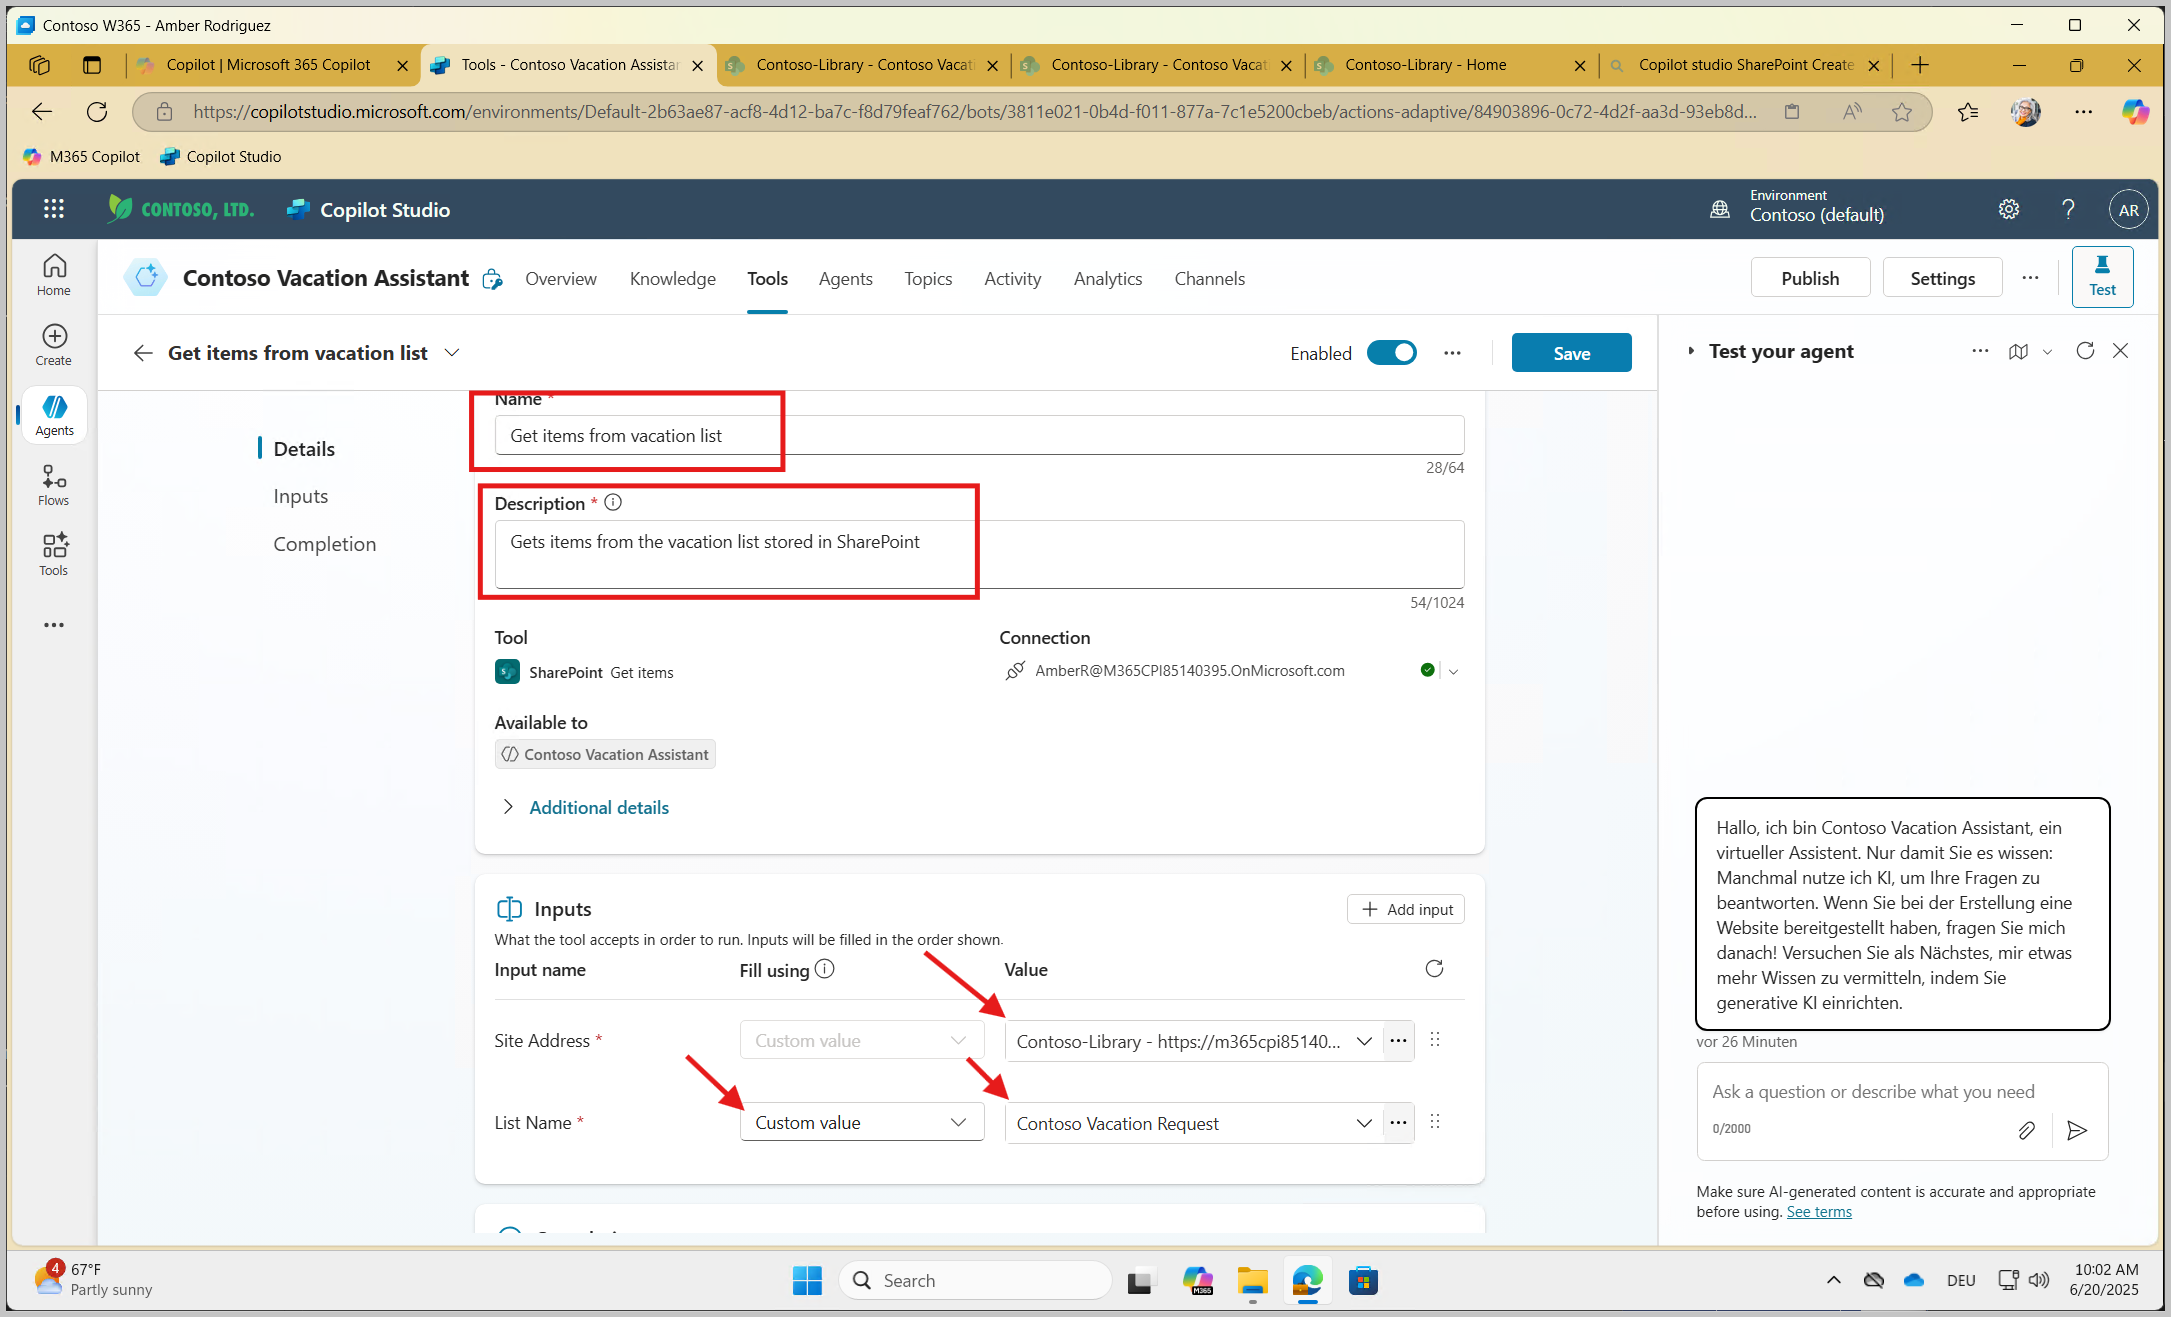 Contoso W365 - Amber Rodriguez
Copilot | Microsoft 365 Copilot
Tools - Contoso Vacation Assistar
Contoso-Library - Contoso Vacati
Contoso-Library - Contoso Vacat
Contoso-Library - Home
Copilot studio SharePoint Create
https://copilotstudio.microsoft.com/environments/Default-2b63ae87-acf8-4d12-ba7c-f8d79feaf762/bots/3811e021-0b4d-f011-877a-7c1e5200cbeb/actions-adaptive/84903896-0c72-4d2f-aa3d-93eb8d...
M365 Copilot
Copilot Studio
CONTOSO, LTD.
Copilot Studio
Environment
Contoso (default)
AR
Home
Create
Agents
Flows
Tools
Contoso Vacation Assistant
Overview
Knowledge
Tools
Agents
Topics
Activity
Analytics
Channels
Publish
Settings
Test
Get items from vacation list
Enabled
Save
Details
Inputs
Completion
Name *
Get items from vacation list
28/64
Description *
Gets items from the vacation list stored in SharePoint
54/1024
Tool
SharePoint Get items
Connection
AmberR@M365CPI85140395.OnMicrosoft.com
Available to
Contoso Vacation Assistant
Additional details
Inputs
Add input
What the tool accepts in order to run. Inputs will be filled in the order shown.
Input name
Fill using
Value
Site Address *
Custom value
Contoso-Library - https://m365cpi85140...
List Name *
Custom value
Contoso Vacation Request
Test your agent
Hallo, ich bin Contoso Vacation Assistant, ein
virtueller Assistent. Nur damit Sie es wissen:
Manchmal nutze ich KI, um Ihre Fragen zu
beantworten. Wenn Sie bei der Erstellung eine
Website bereitgestellt haben, fragen Sie mich
danach! Versuchen Sie als Nächstes, mir etwas
mehr Wissen zu vermitteln, indem Sie
generative KI einrichten.
vor 26 Minuten
Ask a question or describe what you need
0/2000
Make sure AI-generated content is accurate and appropriate
before using. See terms
4
67°F
Partly sunny
Search
M365
DEU
10:02 AM
6/20/2025